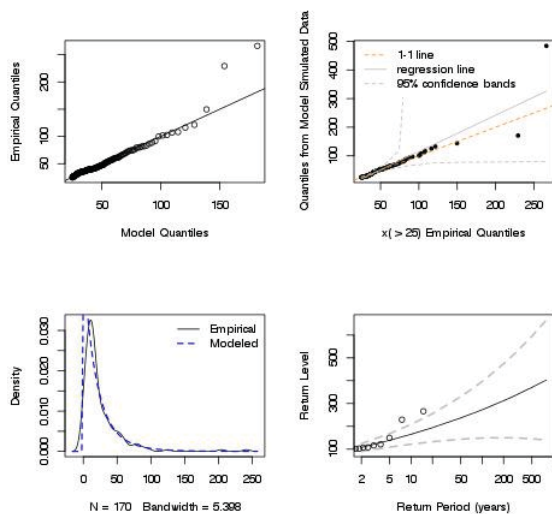 Empirical Quantiles
50
100
200
50
100
150
Model Quantiles
Quantiles from Model Simulated Data
100
200
300
400
500
1-1 line
regression line
95% confidence bands
50
100
150
200
250
x( > 25) Empirical Quantiles
Density
0.000
0.010
0.020
0.030
Empirical
Modeled
0
50
100
150
200
250
N = 170 Bandwidth = 5.398
Return Level
100
300
500
2
5
10
50
100
200
500
Return Period (years)